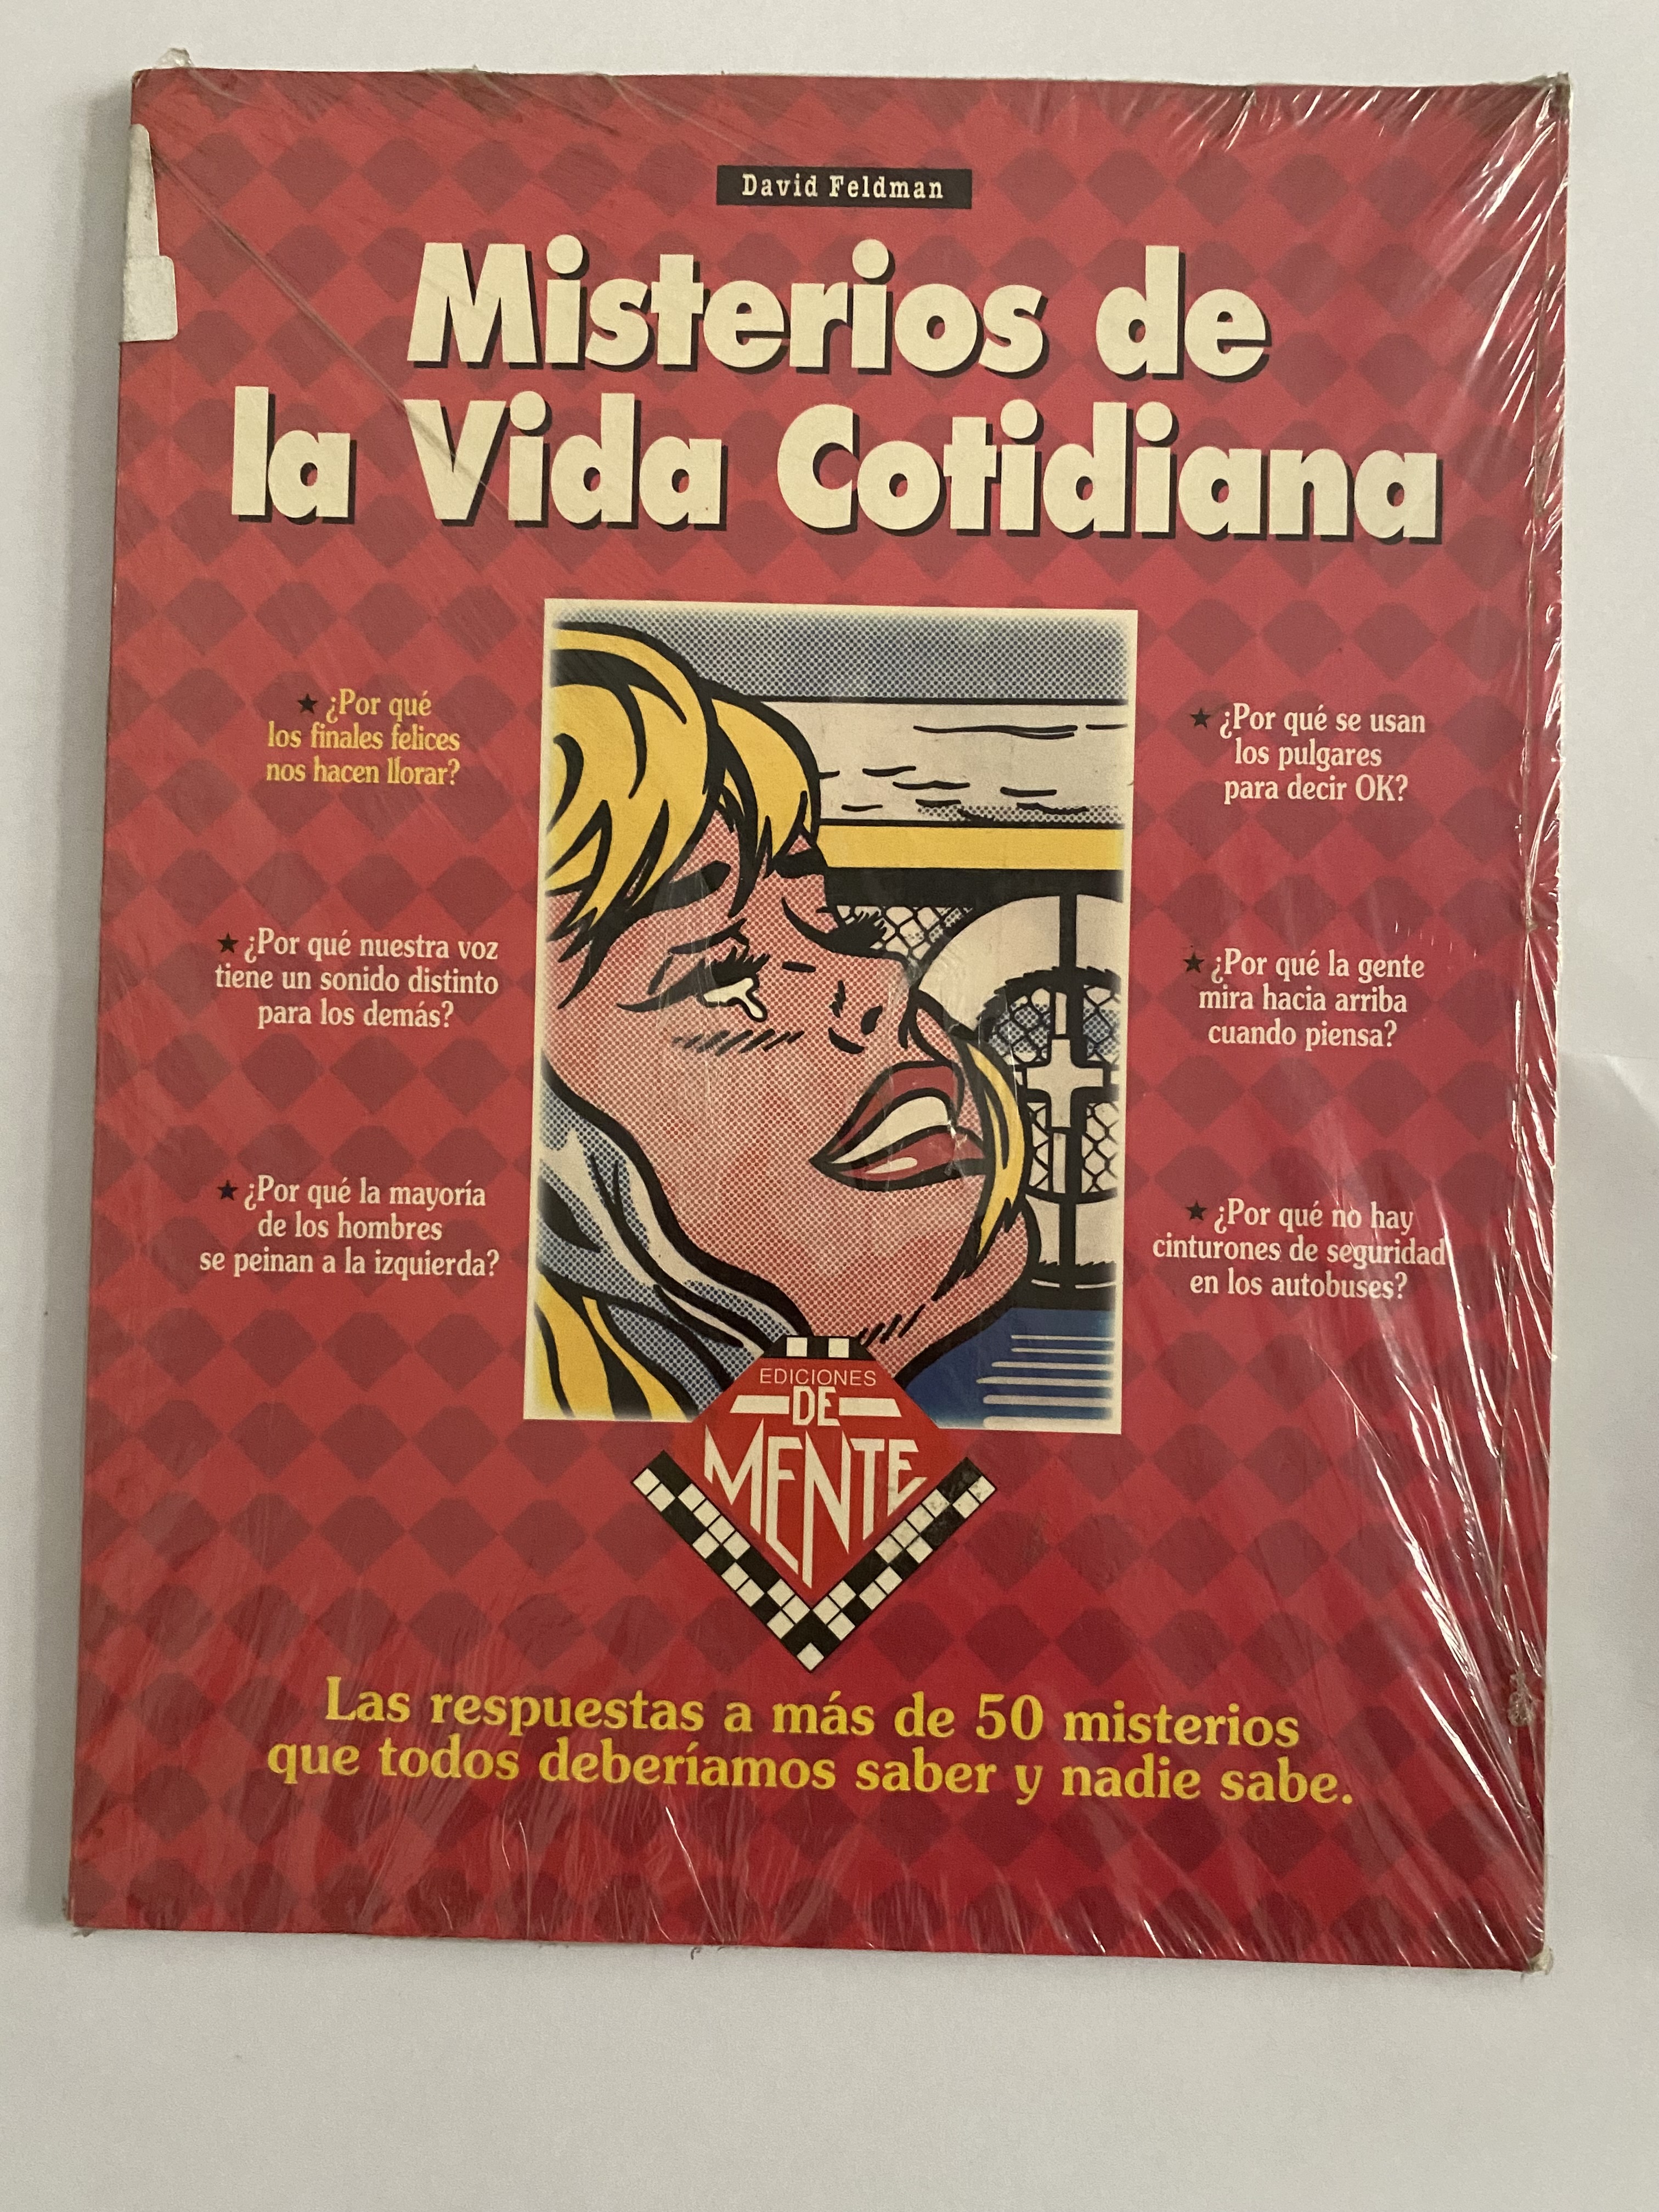 David Feldman
Misterios de
la Vida Cotidiana
★ ¿Por qué
los finales felices
nos hacen llorar?
★ ¿Por qué nuestra voz
tiene un sonido distinto
para los demás?
★ ¿Por qué la mayoría
de los hombres
se peinan a la izquierda?
★ ¿Por qué se usan
los pulgares
para decir OK?
★ ¿Por qué la gente
mira hacia arriba
cuando piensa?
★ ¿Por qué no hay
cinturones de seguridad
en los autobuses?
EDICIONES
DE
MENTE
Las respuestas a más de 50 misterios
que todos deberíamos saber y nadie sabe.